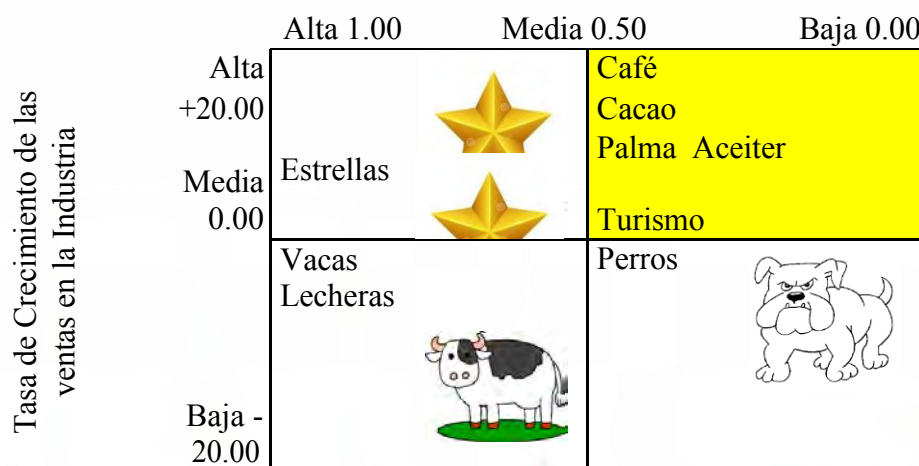 Alta 1.00 Media 0.50 Baja 0.00
Tasa de Crecimiento de las
ventas en la Industria
Alta
+20.00
Media
0.00
Baja -
20.00
Estrellas
Café
Cacao
Palma Aceiter
Turismo
Vacas
Lecheras
Perros